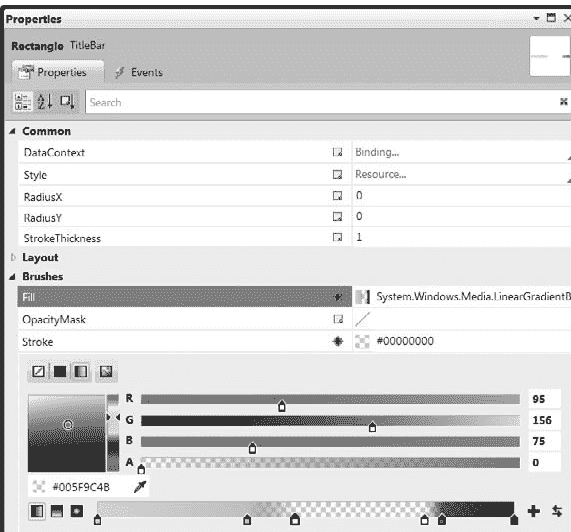 Properties
Rectangle TitleBar
Properties Events
Search
Common
DataContext Binding...
Style Resource...
RadiusX 0
RadiusY 0
StrokeThickness 1
Layout
Brushes
Fill System.Windows.Media.LinearGradientB
OpacityMask
Stroke #00000000
R 95
G 156
B 75
A 0
#005F9C4B